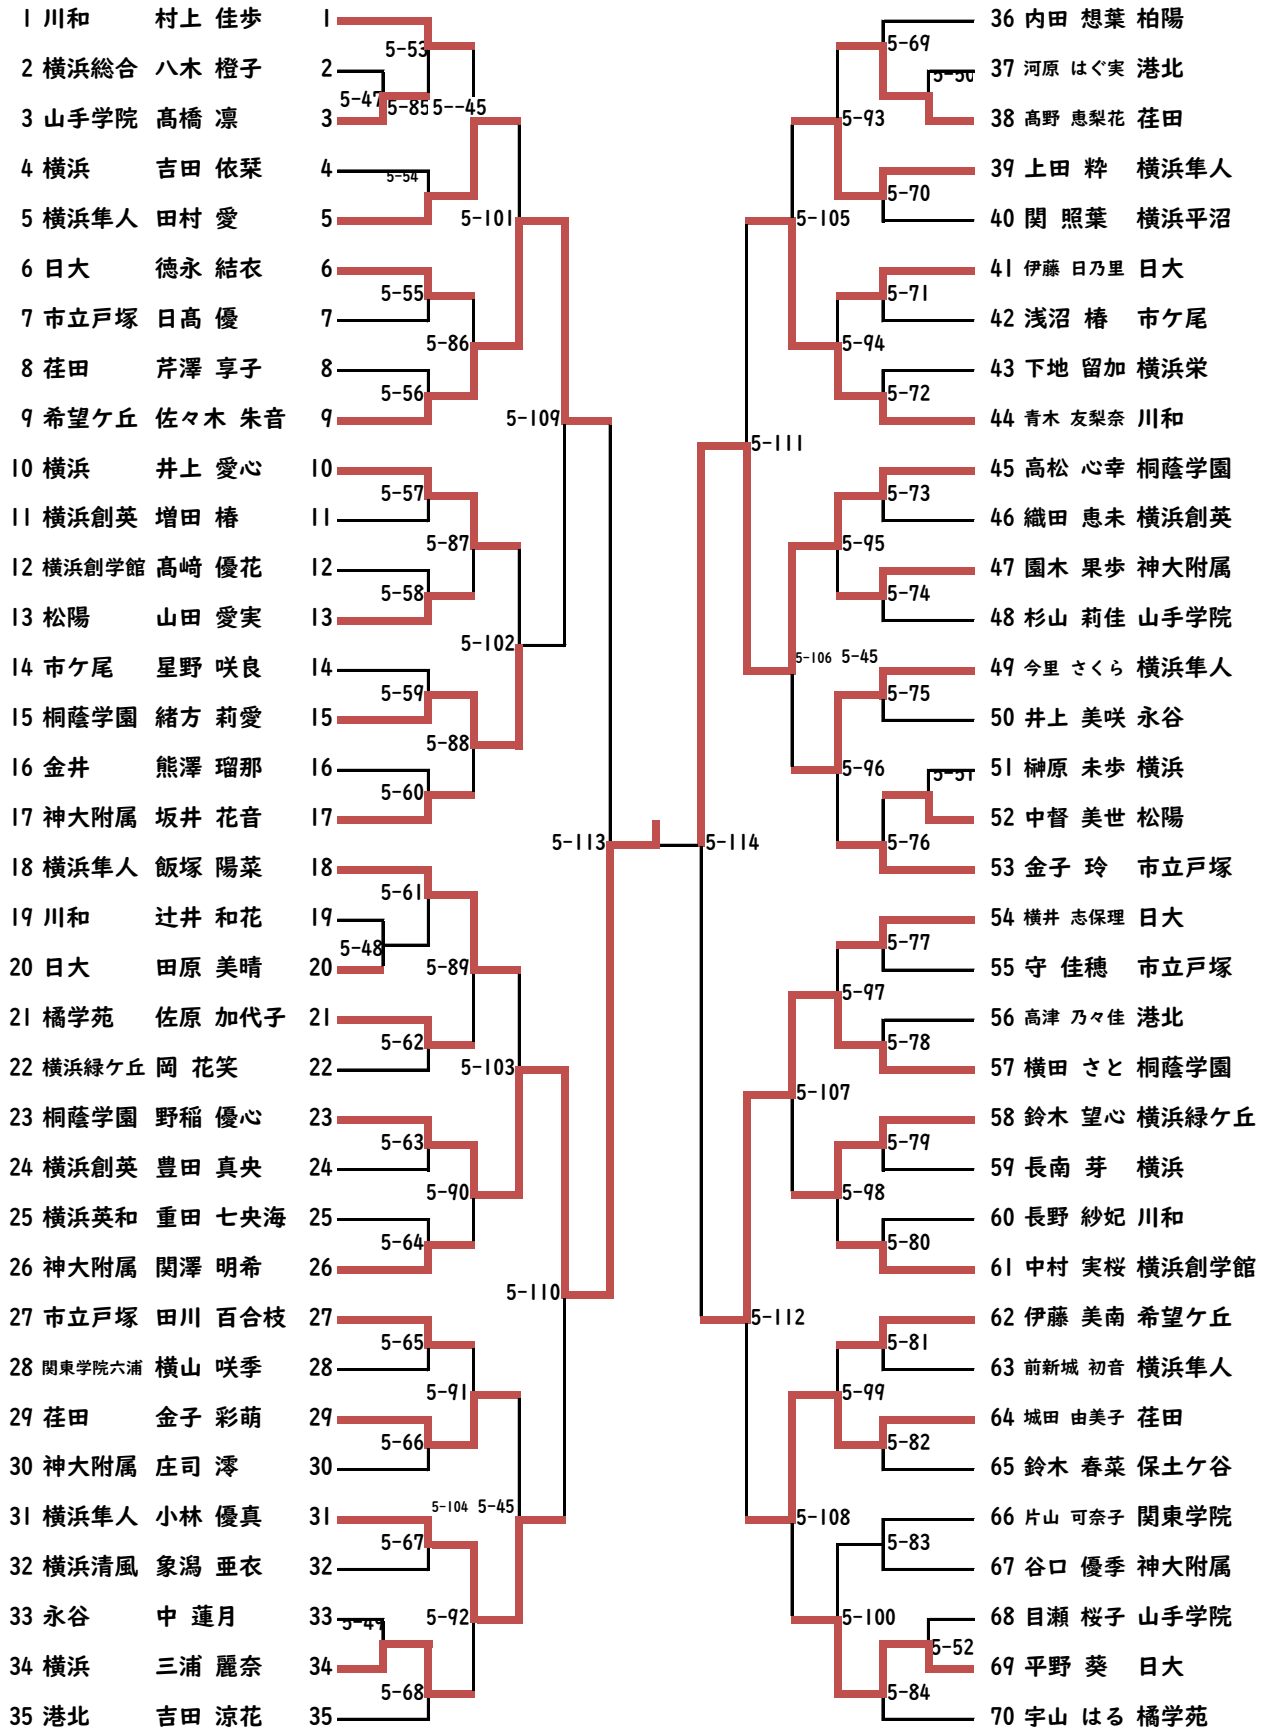 1 川和 村上 佳歩 1
5-53
2 横浜総合 八木 橙子 2
5-47
5-85 5--45
3 山手学院 髙橋 凛 3
4 横浜 吉田 依栞 4
5-54
5 横浜隼人 田村 愛 5
5-101
6 日大 徳永 結衣 6
5-55
7 市立戸塚 日髙 優 7
5-86
8 荏田 芹澤 享子 8
5-56
9 希望ケ丘 佐々木 朱音 9
5-109
10 横浜 井上 愛心 10
5-57
11 横浜創英 増田 椿 11
5-87
12 横浜創学館 髙﨑 優花 12
5-58
13 松陽 山田 愛実 13
5-102
14 市ケ尾 星野 咲良 14
5-59
15 桐蔭学園 緒方 莉愛 15
5-88
16 金井 熊澤 瑠那 16
5-60
17 神大附属 坂井 花音 17
5-113
18 横浜隼人 飯塚 陽菜 18
5-61
19 川和 辻井 和花 19
5-48
20 日大 田原 美晴 20
5-89
21 橘学苑 佐原 加代子 21
5-62
22 横浜緑ケ丘 岡 花笑 22
5-103
23 桐蔭学園 野稲 優心 23
5-63
24 横浜創英 豊田 真央 24
5-90
25 横浜英和 重田 七央海 25
5-64
26 神大附属 関澤 明希 26
5-110
27 市立戸塚 田川 百合枝 27
5-65
28 関東学院六浦 横山 咲季 28
5-91
29 荏田 金子 彩萌 29
5-66
30 神大附属 庄司 澪 30
5-104 5-45
31 横浜隼人 小林 優真 31
5-67
32 横浜清風 象潟 亜衣 32
5-92
33 永谷 中 蓮月 33
5-49
34 横浜 三浦 麗奈 34
5-68
35 港北 吉田 涼花 35
36 内田 想葉 柏陽
5-69
37 河原 はぐ実 港北
5-50
38 髙野 恵梨花 荏田
5-93
39 上田 粋 横浜隼人
5-70
40 関 照葉 横浜平沼
5-105
41 伊藤 日乃里 日大
5-71
42 浅沼 椿 市ケ尾
5-94
43 下地 留加 横浜栄
5-72
44 青木 友梨奈 川和
5-111
45 高松 心幸 桐蔭学園
5-73
46 織田 恵未 横浜創英
5-95
47 園木 果歩 神大附属
5-74
48 杉山 莉佳 山手学院
5-106 5-45
49 今里 さくら 横浜隼人
5-75
50 井上 美咲 永谷
5-96
51 榊原 未歩 横浜
5-51
52 中督 美世 松陽
5-76
5-114
53 金子 玲 市立戸塚
54 横井 志保理 日大
5-77
55 守 佳穂 市立戸塚
5-97
56 高津 乃々佳 港北
5-78
57 横田 さと 桐蔭学園
5-107
58 鈴木 望心 横浜緑ケ丘
5-79
59 長南 芽 横浜
5-98
60 長野 紗妃 川和
5-80
61 中村 実桜 横浜創学館
5-112
62 伊藤 美南 希望ケ丘
5-81
63 前新城 初音 横浜隼人
5-99
64 城田 由美子 荏田
5-82
65 鈴木 春菜 保土ケ谷
5-108
66 片山 可奈子 関東学院
5-83
67 谷口 優季 神大附属
5-100
68 目瀬 桜子 山手学院
5-52
69 平野 葵 日大
5-84
70 宇山 はる 橘学苑